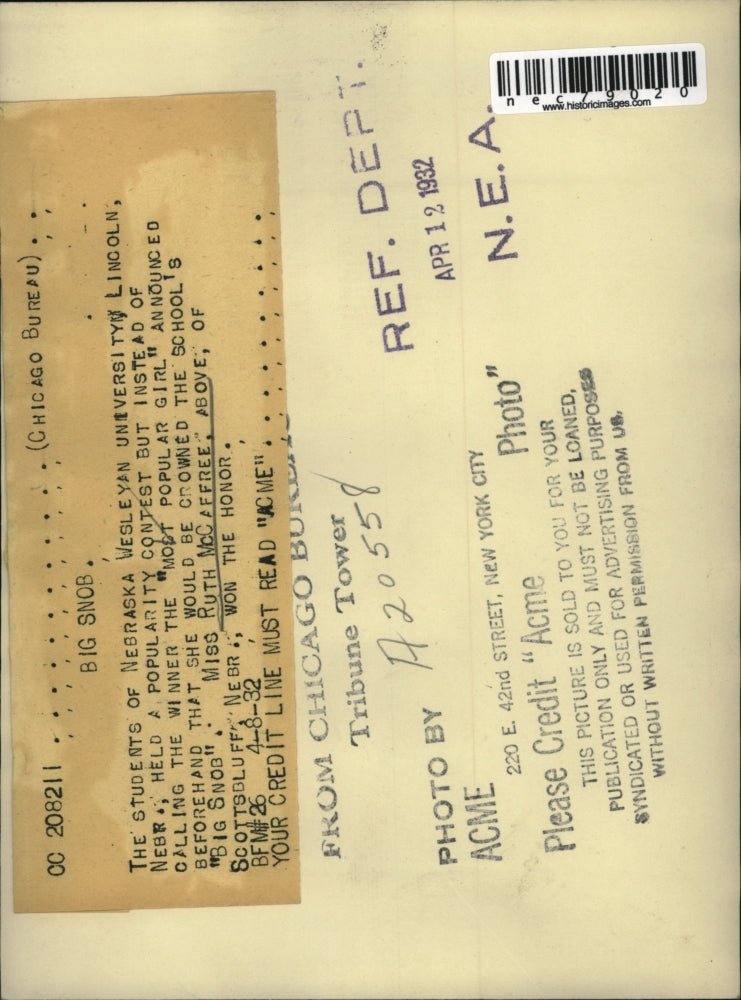 CC 208211 . . . . . . . . . . . . . . (CHICAGO BUREAU) . . .
BIG SNOB.
THE STUDENTS OF NEBRASKA WESLEYAN UNIVERSITY, LINCOLN,
NEBR., HELD A POPULARITY CONTEST BUT INSTEAD OF
CALLING THE WINNER THE "MOST POPULAR GIRL" ANNOUNCED
BEFOREHAND THAT SHE WOULD BE CROWNED THE SCHOOL'S
"BIG SNOB". MISS RUTH MCCAFFREE, ABOVE, OF
SCOTTSBLUFF, NEBR., WON THE HONOR.
BFM#26 4-8-32
YOUR CREDIT LINE MUST READ "ACME" . . . . . . . . . .
FROM CHICAGO BUREAU
Tribune Tower
A20558
REF. DEPT.
APR 12 1932
N.E.A.
PHOTO BY
ACME
220 E. 42nd STREET, NEW YORK CITY
Please Credit "Acme Photo"
THIS PICTURE IS SOLD TO YOU FOR YOUR
PUBLICATION ONLY AND MUST NOT BE LOANED,
SYNDICATED OR USED FOR ADVERTISING PURPOSES
WITHOUT WRITTEN PERMISSION FROM US.
nec79020
www.historicimages.com